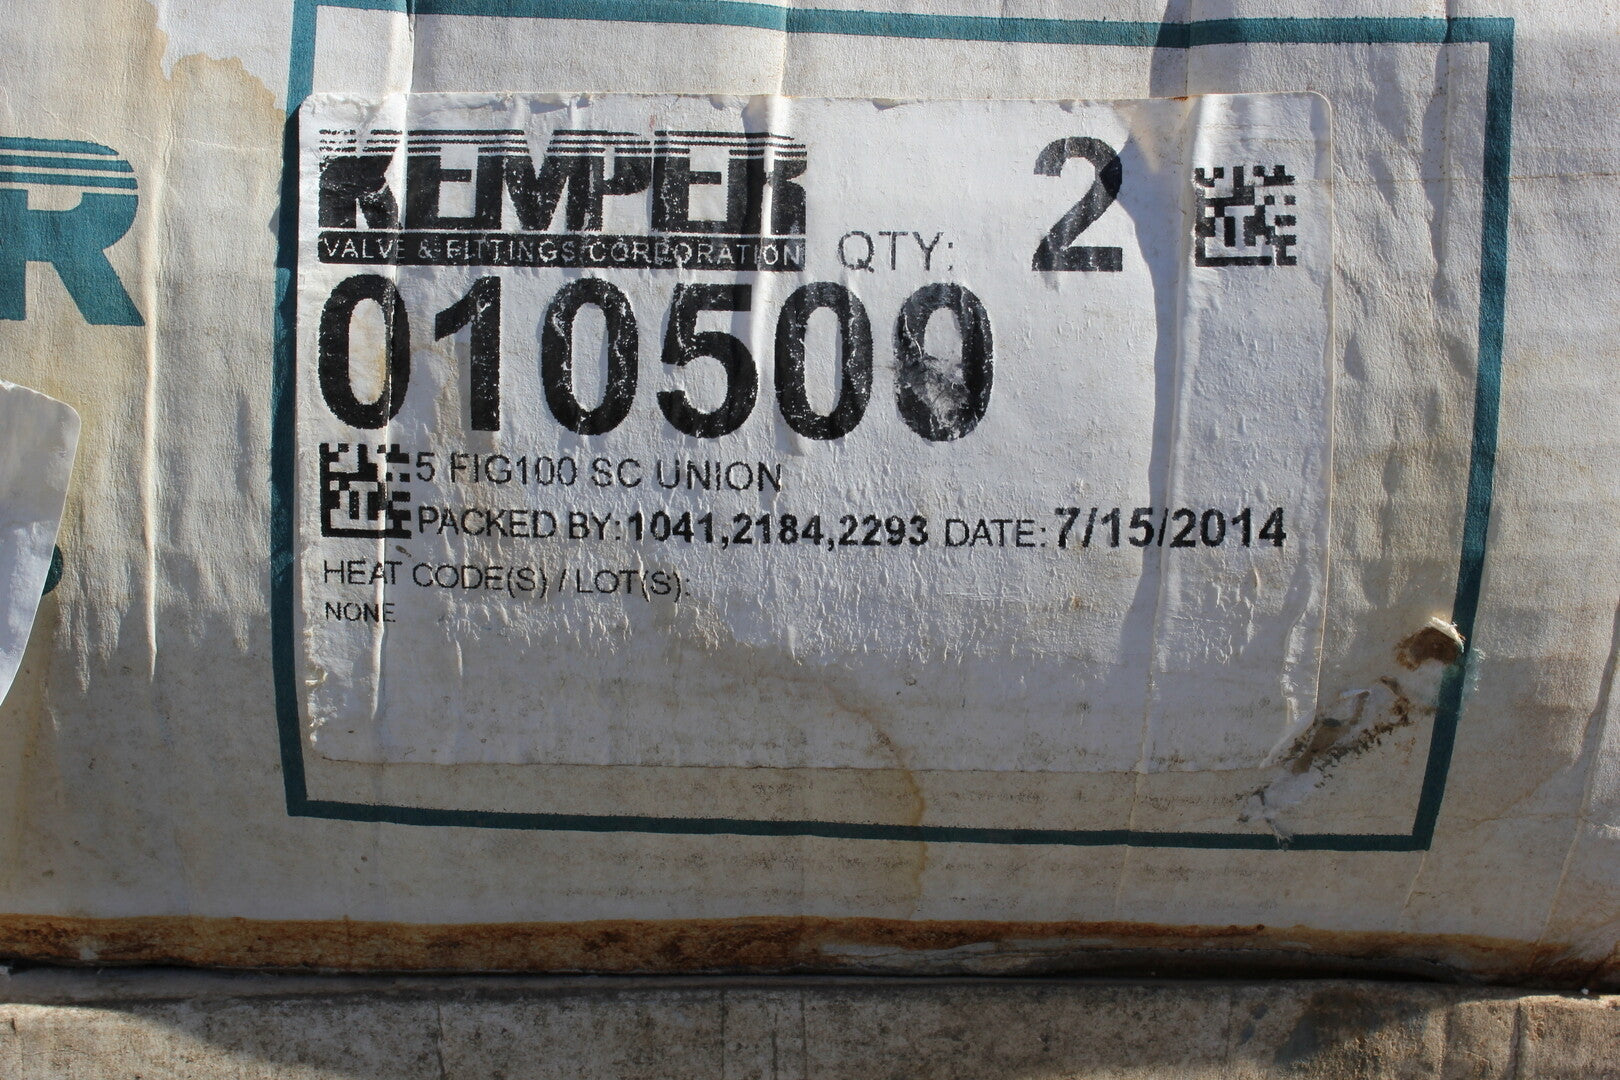 R
KEMPER
VALVE & FITTINGS CORPORATION QTY: 2
010500
5 FIG100 SC UNION
PACKED BY:1041,2184,2293 DATE:7/15/2014
HEAT CODE(S) / LOT(S):
NONE